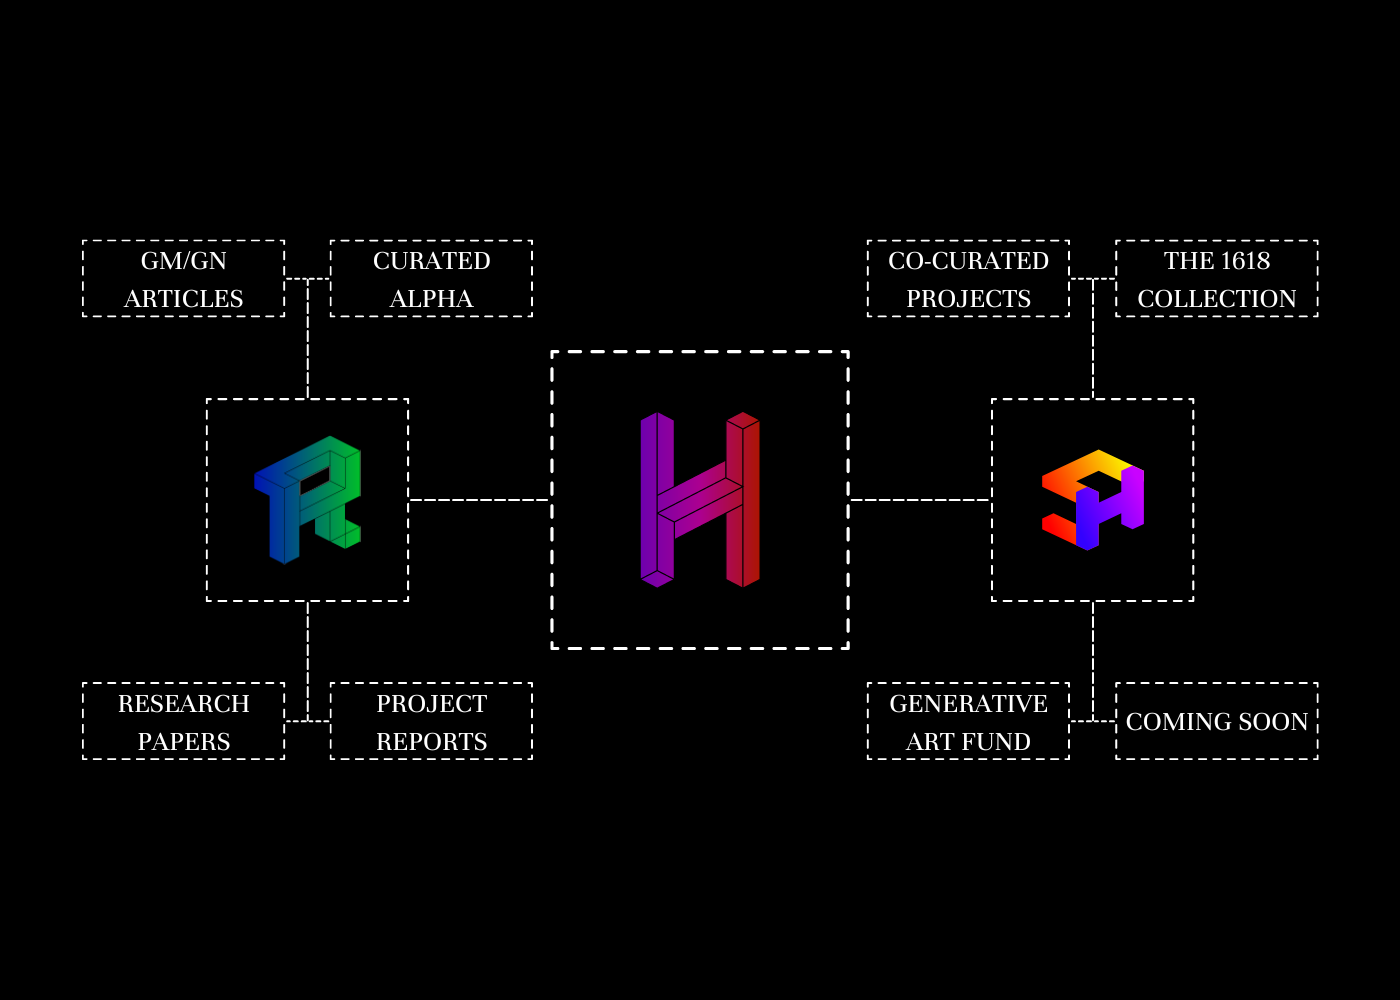 GM/GN
ARTICLES
CURATED
ALPHA
CO-CURATED
PROJECTS
THE 1618
COLLECTION
H
RESEARCH
PAPERS
PROJECT
REPORTS
GENERATIVE
ART FUND
COMING SOON